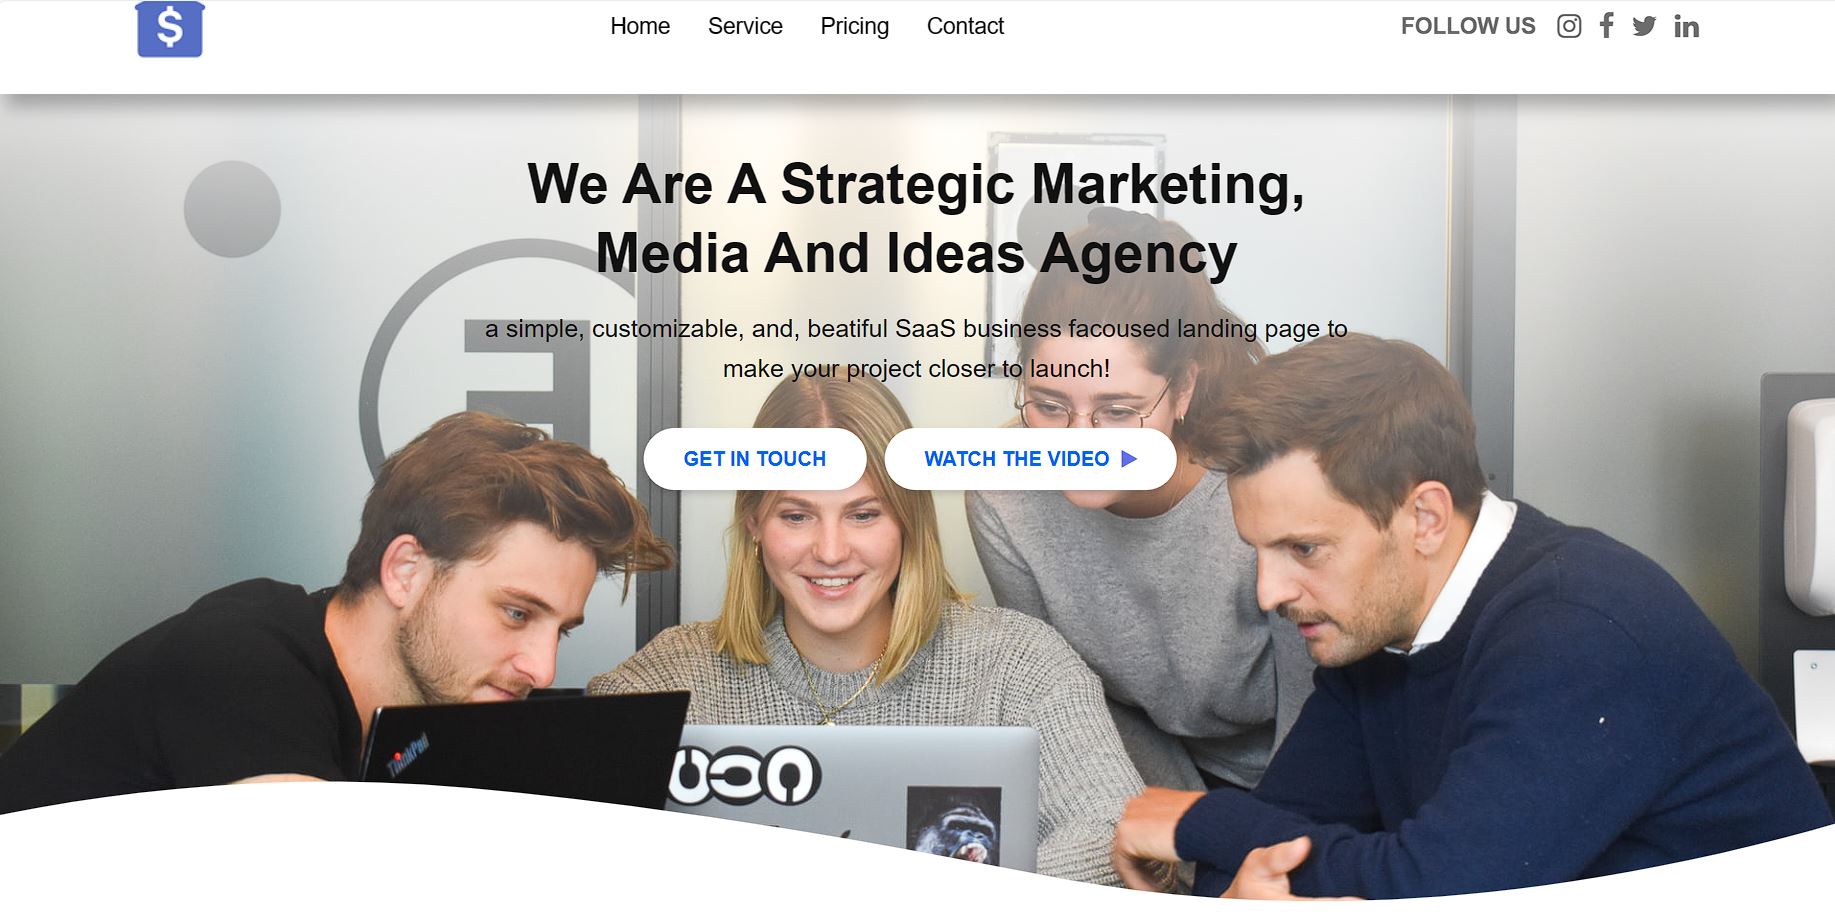 $
Home Service Pricing Contact FOLLOW US
We Are A Strategic Marketing,
Media And Ideas Agency
a simple, customizable, and, beatiful SaaS business facoused landing page to
make your project closer to launch!
GET IN TOUCH WATCH THE VIDEO
ThinkPad